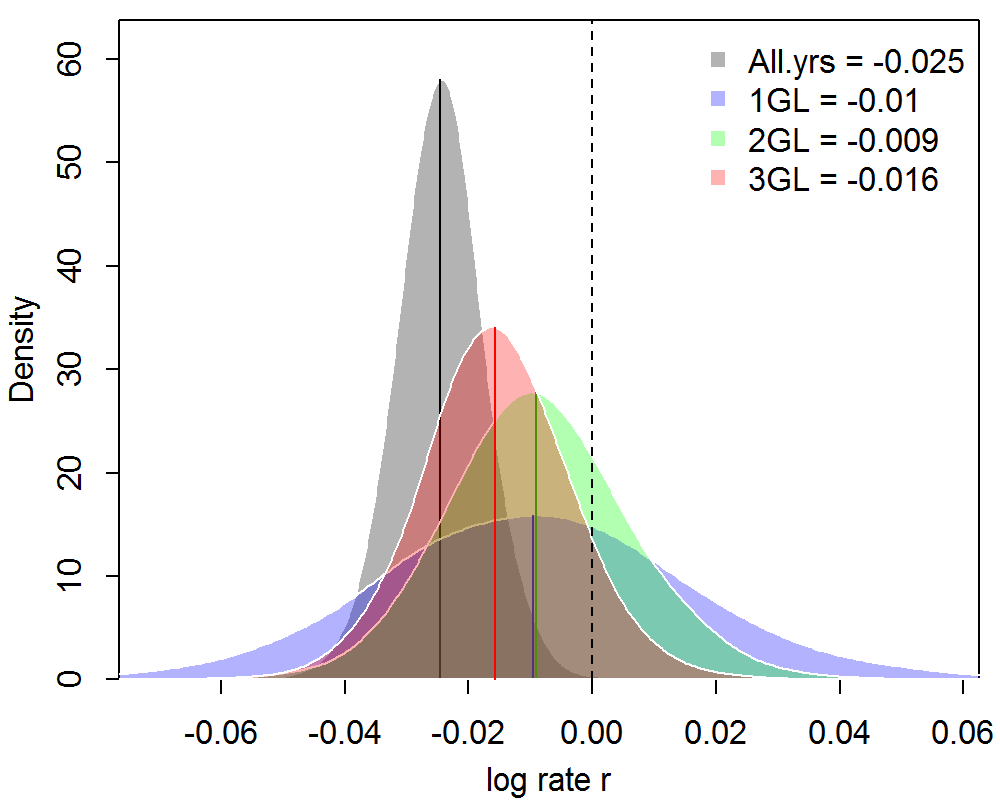 All.yrs = -0.025
1GL = -0.01
2GL = -0.009
3GL = -0.016
60
50
40
30
20
10
0
Density
-0.06 -0.04 -0.02 0.00 0.02 0.04 0.06
log rate r